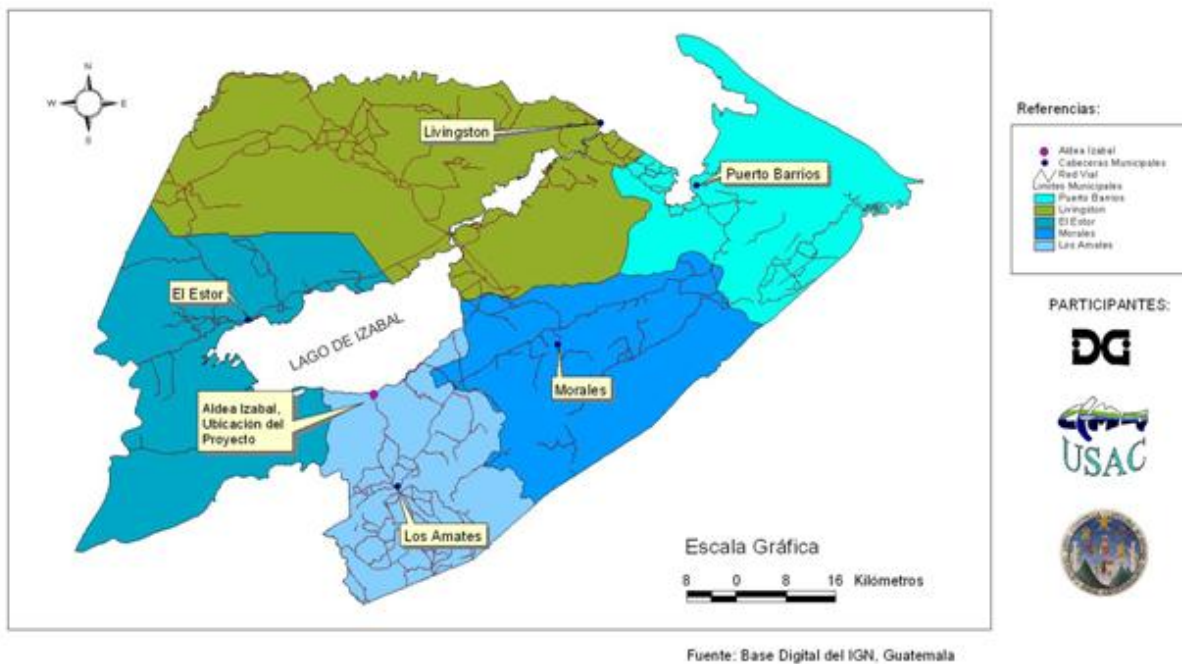 N
W E
S
Livingston
Puerto Barrios
El Estor
LAGO DE IZABAL
Aldea Izabal,
Ubicación del
Proyecto
Morales
Los Amates
Escala Gráfica
8 0 8 16 Kilómetros
Referencias:
Aldea Izabal
Cabeceras Municipales
Red Vial
Límites Municipales
Puerto Barrios
Livingston
El Estor
Morales
Los Amates
PARTICIPANTES:
DG
USAC
Fuente: Base Digital del IGN, Guatemala